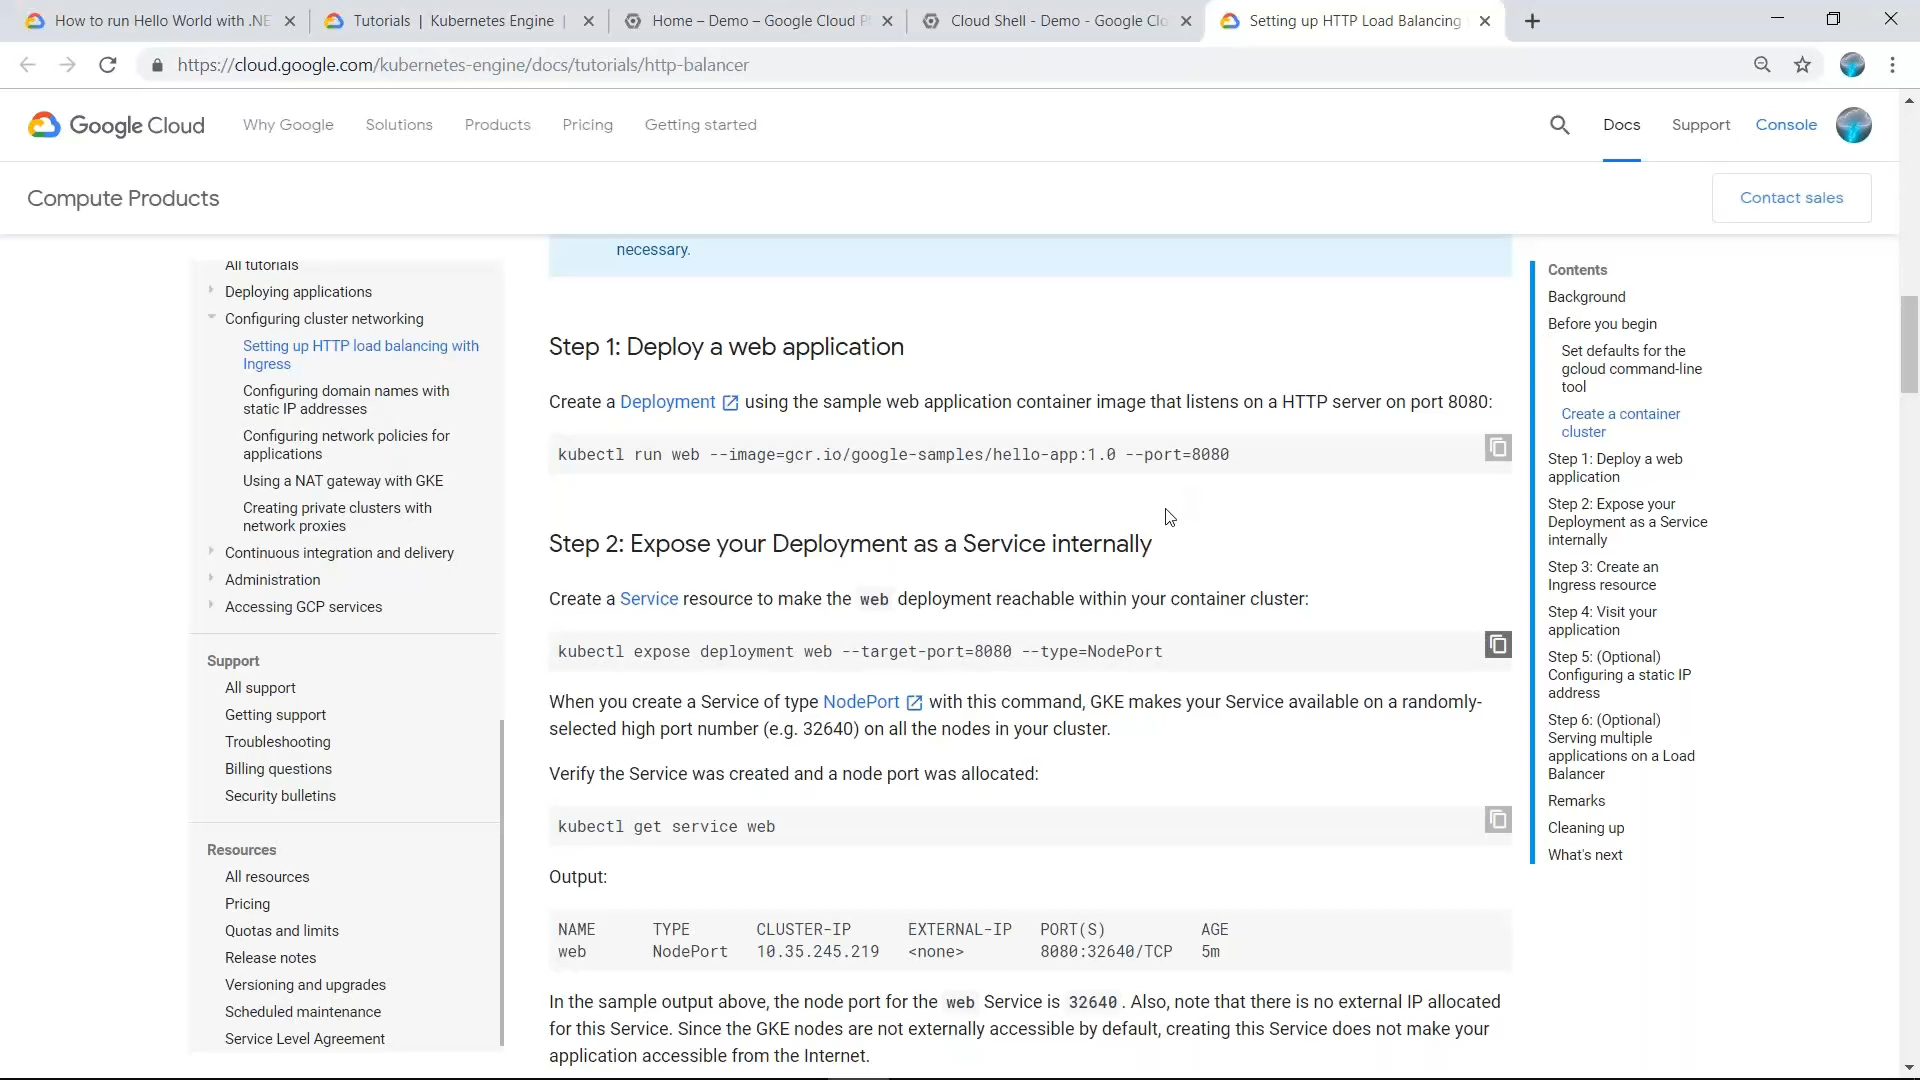 How to run Hello World with .NE
Tutorials | Kubernetes Engine |
Home – Demo – Google Cloud P
Cloud Shell - Demo - Google Clo
Setting up HTTP Load Balancing
https://cloud.google.com/kubernetes-engine/docs/tutorials/http-balancer
Google Cloud
Why Google
Solutions
Products
Pricing
Getting started
Docs
Support
Console
Compute Products
Contact sales
All tutorials
Deploying applications
Configuring cluster networking
Setting up HTTP load balancing with
Ingress
Configuring domain names with
static IP addresses
Configuring network policies for
applications
Using a NAT gateway with GKE
Creating private clusters with
network proxies
Continuous integration and delivery
Administration
Accessing GCP services
Support
All support
Getting support
Troubleshooting
Billing questions
Security bulletins
Resources
All resources
Pricing
Quotas and limits
Release notes
Versioning and upgrades
Scheduled maintenance
Service Level Agreement
necessary.
Step 1: Deploy a web application
Create a Deployment using the sample web application container image that listens on a HTTP server on port 8080:
kubectl run web --image=gcr.io/google-samples/hello-app:1.0 --port=8080
Step 2: Expose your Deployment as a Service internally
Create a Service resource to make the web deployment reachable within your container cluster:
kubectl expose deployment web --target-port=8080 --type=NodePort
When you create a Service of type NodePort with this command, GKE makes your Service available on a randomly-
selected high port number (e.g. 32640) on all the nodes in your cluster.
Verify the Service was created and a node port was allocated:
kubectl get service web
Output:
NAME TYPE CLUSTER-IP EXTERNAL-IP PORT(S) AGE
web NodePort 10.35.245.219 <none> 8080:32640/TCP 5m
In the sample output above, the node port for the web Service is 32640. Also, note that there is no external IP allocated
for this Service. Since the GKE nodes are not externally accessible by default, creating this Service does not make your
application accessible from the Internet.
Contents
Background
Before you begin
Set defaults for the
gcloud command-line
tool
Create a container
cluster
Step 1: Deploy a web
application
Step 2: Expose your
Deployment as a Service
internally
Step 3: Create an
Ingress resource
Step 4: Visit your
application
Step 5: (Optional)
Configuring a static IP
address
Step 6: (Optional)
Serving multiple
applications on a Load
Balancer
Remarks
Cleaning up
What's next